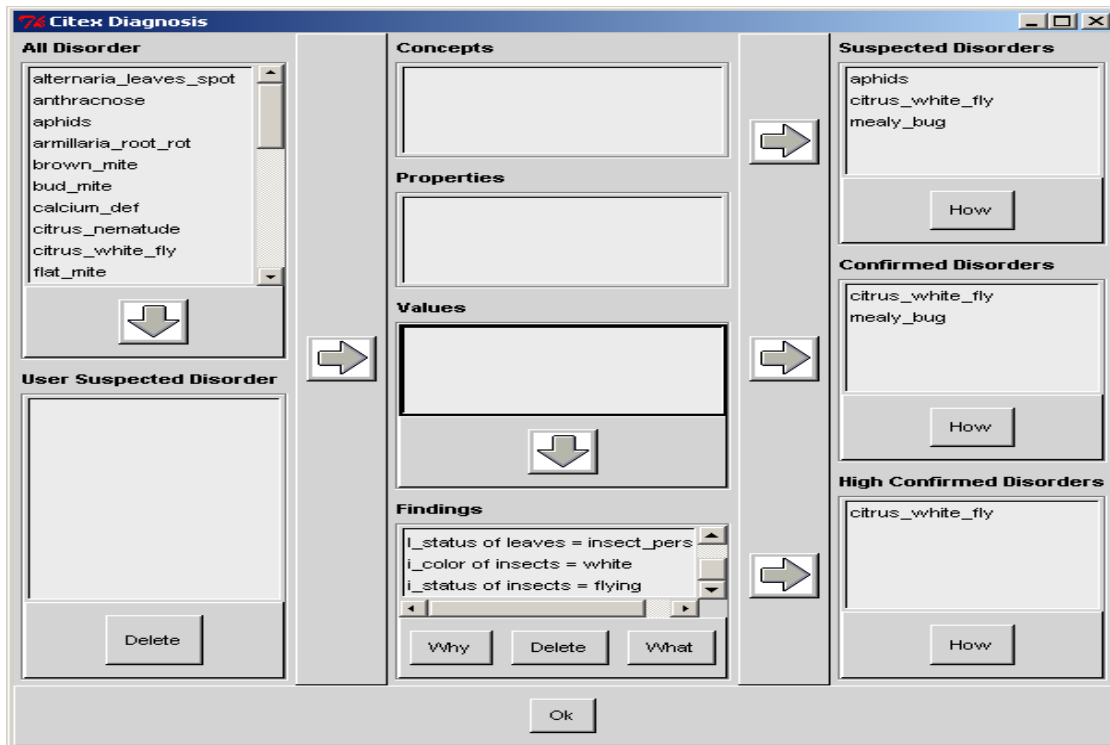 Citex Diagnosis
All Disorder
alternaria_leaves_spot
anthracnose
aphids
armillaria_root_rot
brown_mite
bud_mite
calcium_def
citrus_nematude
citrus_white_fly
flat_mite
User Suspected Disorder
Delete
Concepts
Properties
Values
Findings
l_status of leaves = insect_pers
i_color of insects = white
i_status of insects = flying
Why
Delete
What
Suspected Disorders
aphids
citrus_white_fly
mealy_bug
How
Confirmed Disorders
citrus_white_fly
mealy_bug
How
High Confirmed Disorders
citrus_white_fly
How
Ok